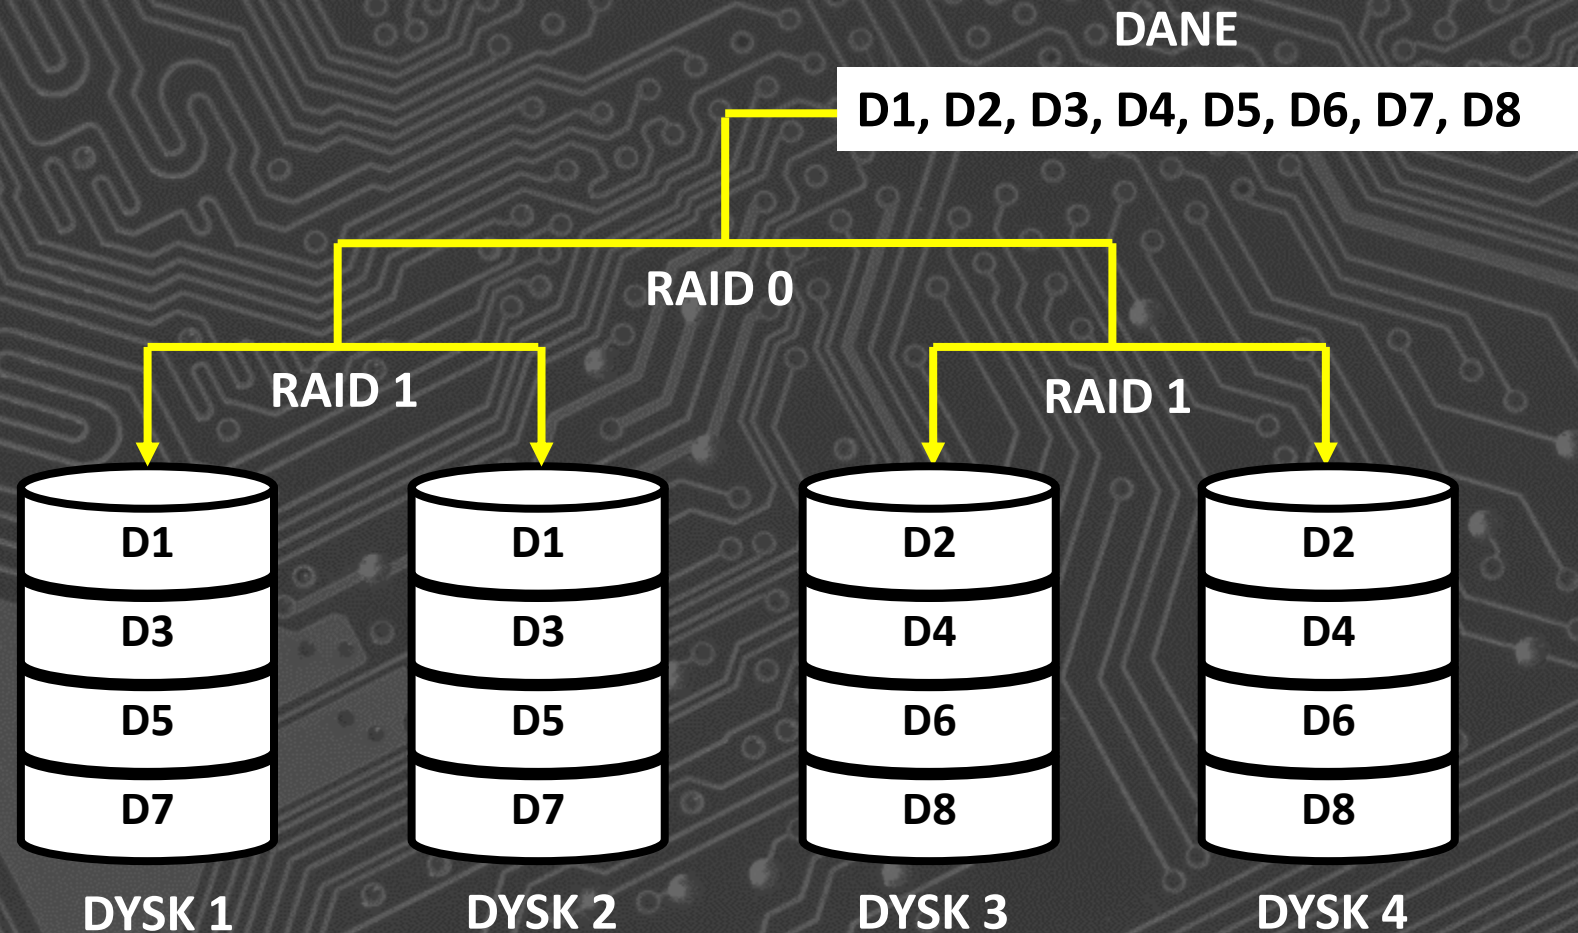 DANE
D1, D2, D3, D4, D5, D6, D7, D8
RAID 0
RAID 1
RAID 1
D1
D1
D2
D2
D3
D3
D4
D4
D5
D5
D6
D6
D7
D7
D8
D8
DYSK 1
DYSK 2
DYSK 3
DYSK 4